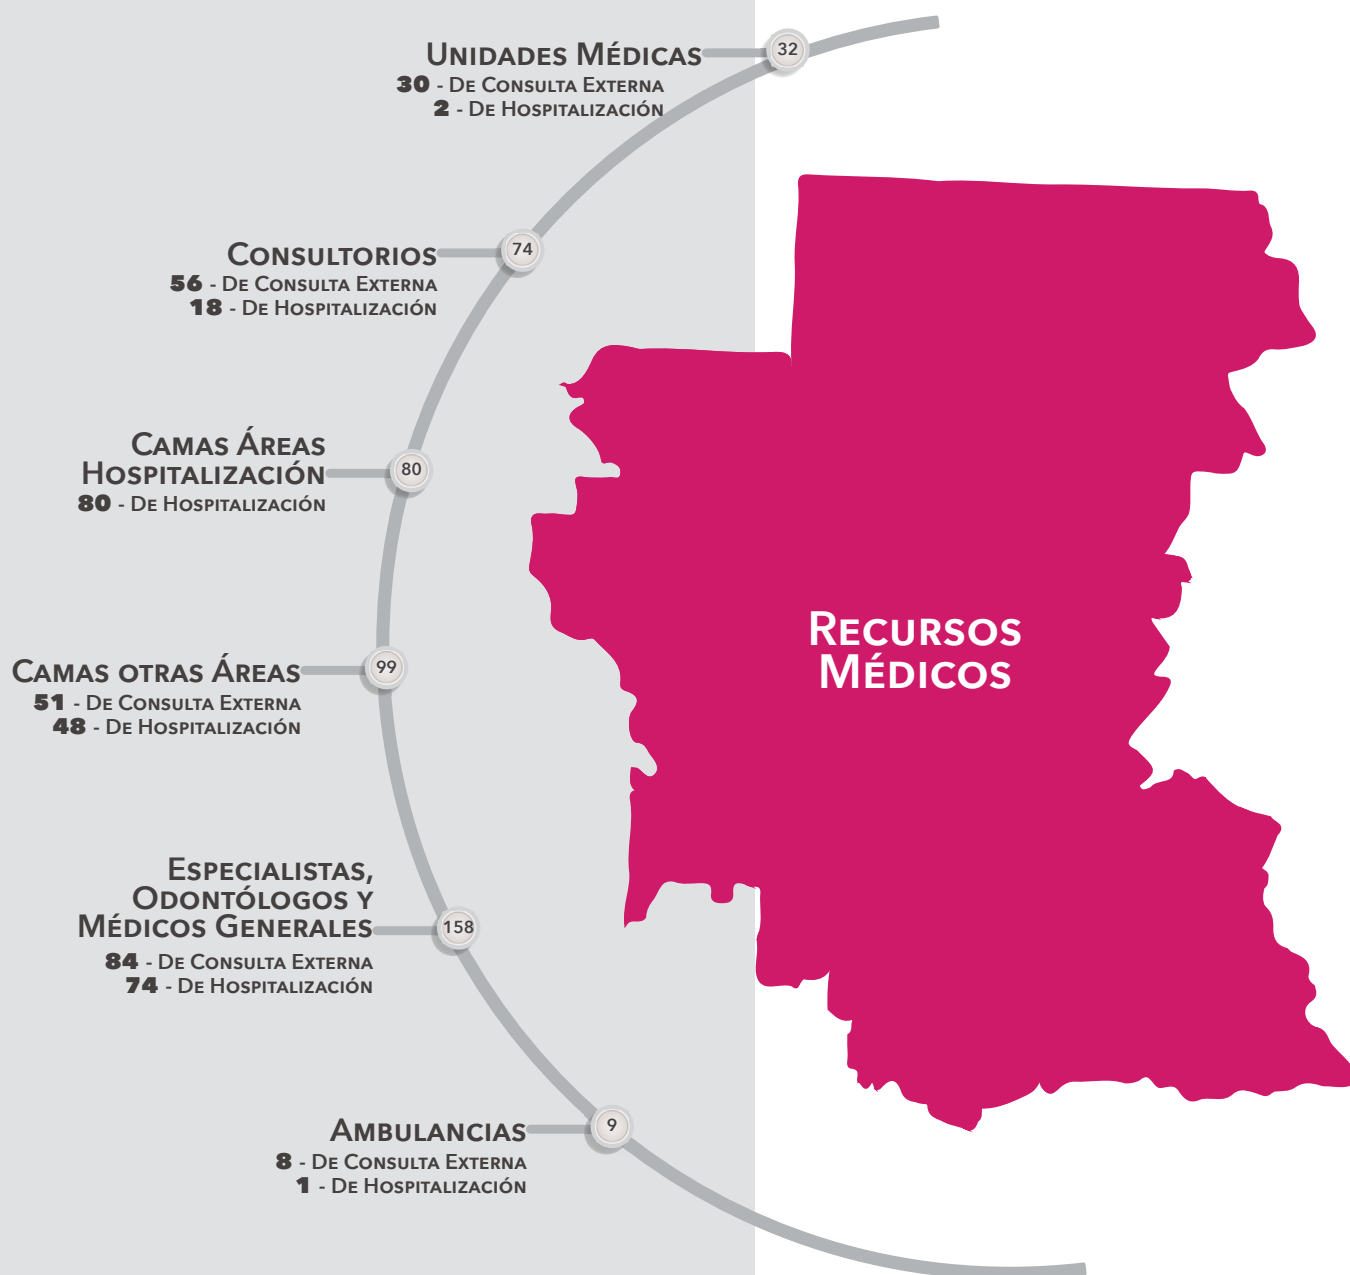 Unidades Médicas
32
30 - De Consulta Externa
2 - De Hospitalización
Consultorios
74
56 - De Consulta Externa
18 - De Hospitalización
Camas Áreas
Hospitalización
80
80 - De Hospitalización
Camas otras Áreas
99
51 - De Consulta Externa
48 - De Hospitalización
Especialistas,
Odontólogos y
Médicos Generales
158
84 - De Consulta Externa
74 - De Hospitalización
Ambulancias
9
8 - De Consulta Externa
1 - De Hospitalización
Recursos
Médicos